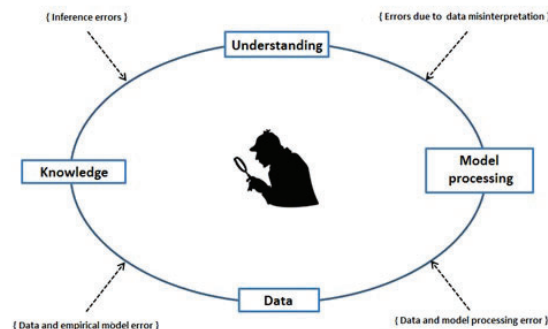 { Inference errors }
{ Errors due to data misinterpretation }
Understanding
Knowledge
Model
processing
Data
{ Data and empirical model error }
{ Data and model processing error }